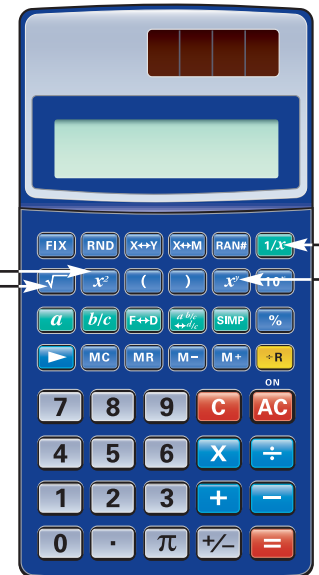 FIX RND X↔Y X↔M RAN# 1/X
√ x² ( ) xʸ 10ˣ
a b/c F↔D a b/c ↔ d/c SIMP %
MC MR M− M+ ÷R
ON
7 8 9 C AC
4 5 6 X ÷
1 2 3 + −
0 . π +/− =